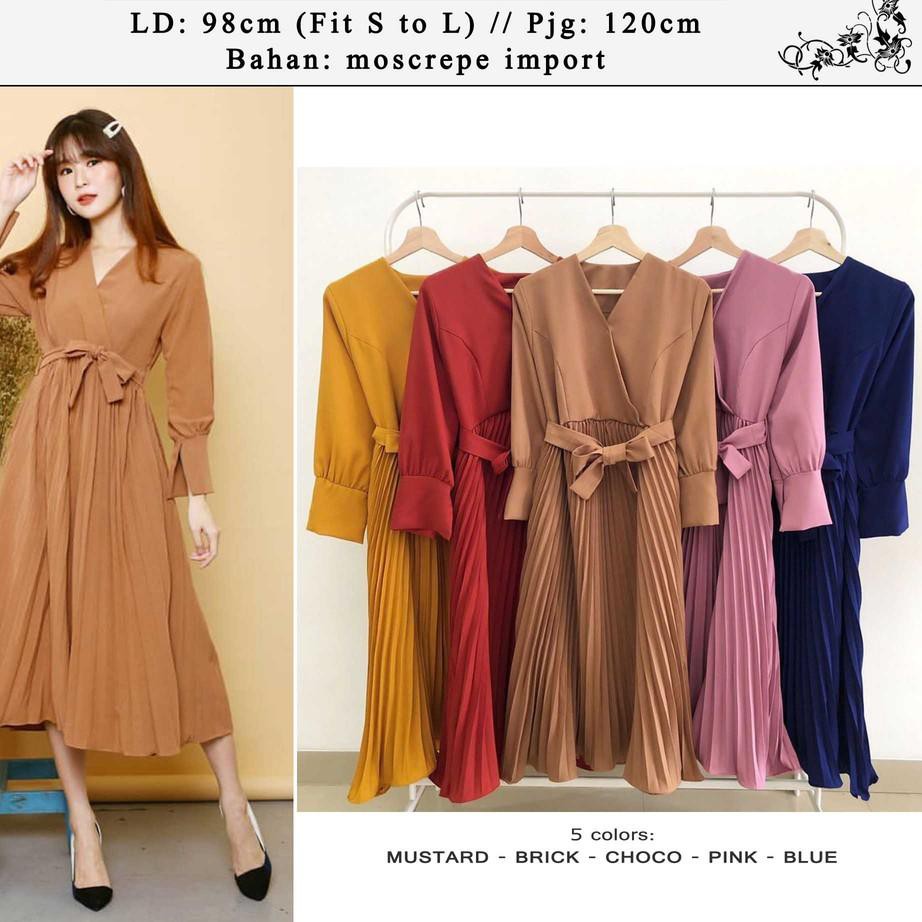 LD: 98cm (Fit S to L) // Pjg: 120cm
Bahan: moscrepe import
5 colors:
MUSTARD - BRICK - CHOCO - PINK - BLUE